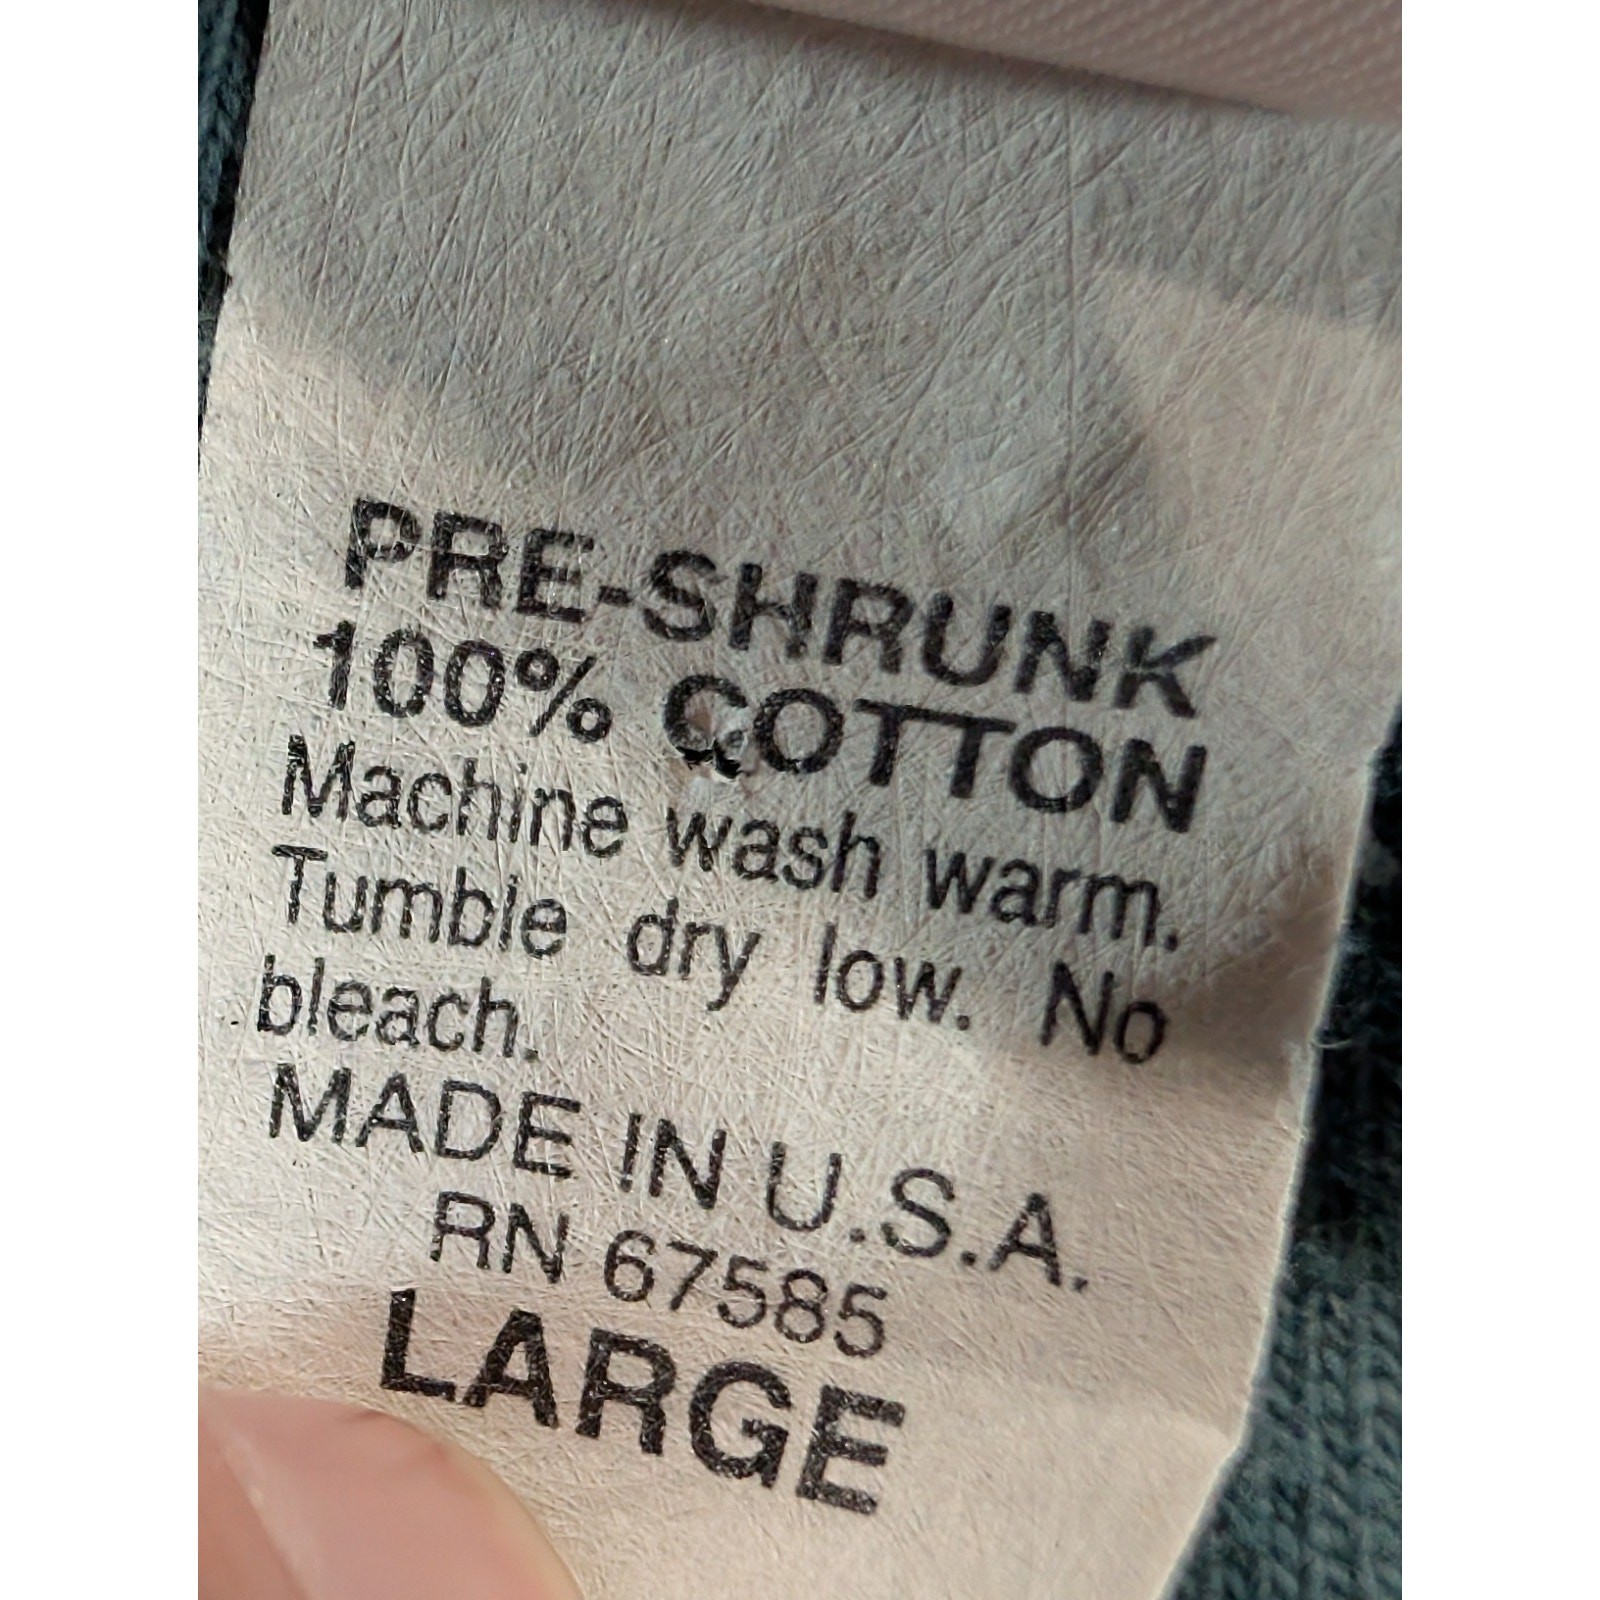 PRE-SHRUNK
100% COTTON
Machine wash warm.
Tumble dry low. No
bleach.
MADE IN U.S.A.
RN 67585
LARGE